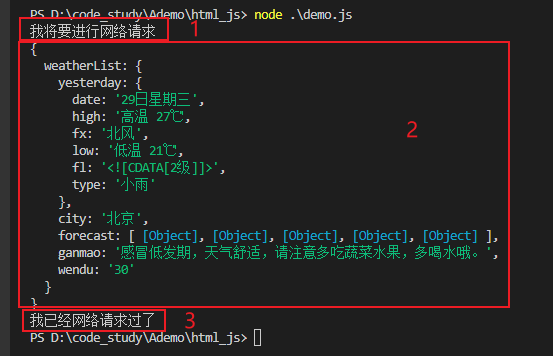 PS D:\code_study\Ademo\html_js> node .\demo.js
我将要进行网络请求 1
{
  weatherList: {
    yesterday: {
      date: '29日星期三',
      high: '高温 27℃',
      fx: '北风',
      low: '低温 21℃',
      fl: '<![CDATA[2级]]>',
      type: '小雨'
    },
    city: '北京',
    forecast: [ [Object], [Object], [Object], [Object], [Object] ],
    ganmao: '感冒低发期，天气舒适，请注意多吃蔬菜水果，多喝水哦。',
    wendu: '30'
  }
}
2
我已经网络请求过了 3
PS D:\code_study\Ademo\html_js>